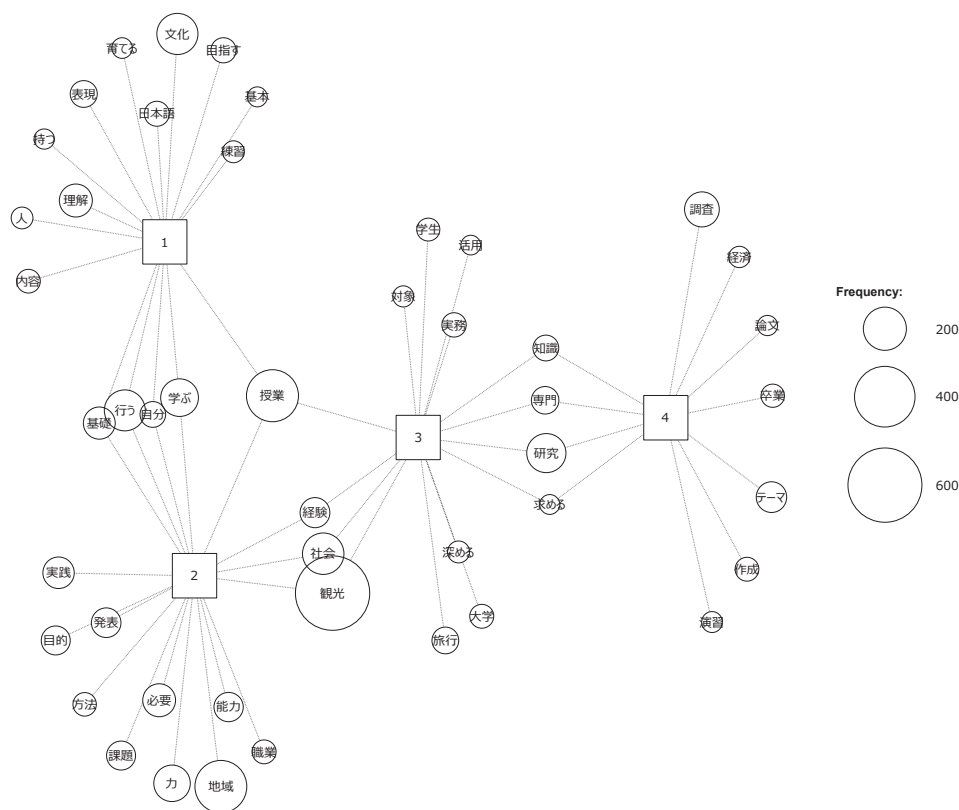 文化
育てる
目指す
表現
基本
日本語
持つ
練習
理解
人
1
内容
調査
学生
活用
経済
対象
実務
論文
知識
Frequency:
200
400
600
基礎
行う
自分
学ぶ
授業
専門
卒業
3
4
研究
テーマ
経験
求める
社会
深める
実践
2
観光
作成
発表
目的
大学
旅行
演習
方法
必要
能力
課題
職業
力
地域